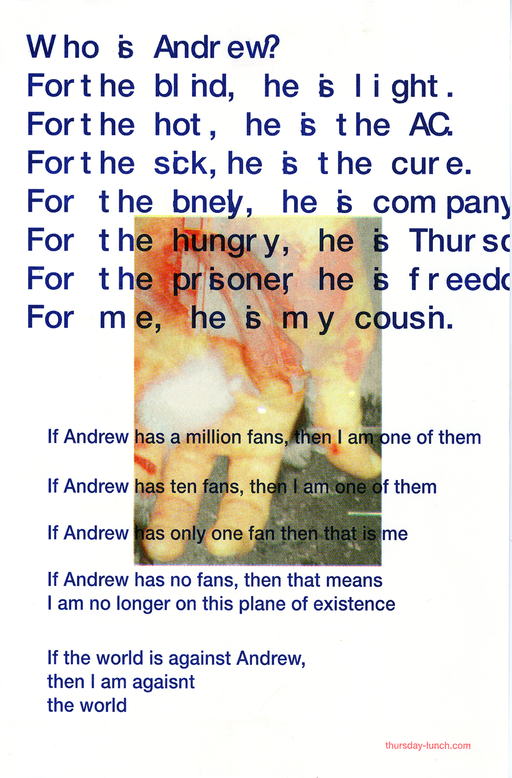 Who is Andrew?
For the blind, he is light.
For the hot, he is the AC.
For the sick, he is the cure.
For the lonely, he is company
For the hungry, he is Thursd
For the prisoner, he is freedo
For me, he is my cousin.
If Andrew has a million fans, then I am one of them
If Andrew has ten fans, then I am one of them
If Andrew has only one fan then that is me
If Andrew has no fans, then that means
I am no longer on this plane of existence
If the world is against Andrew,
then I am agaisnt
the world
thursday-lunch.com